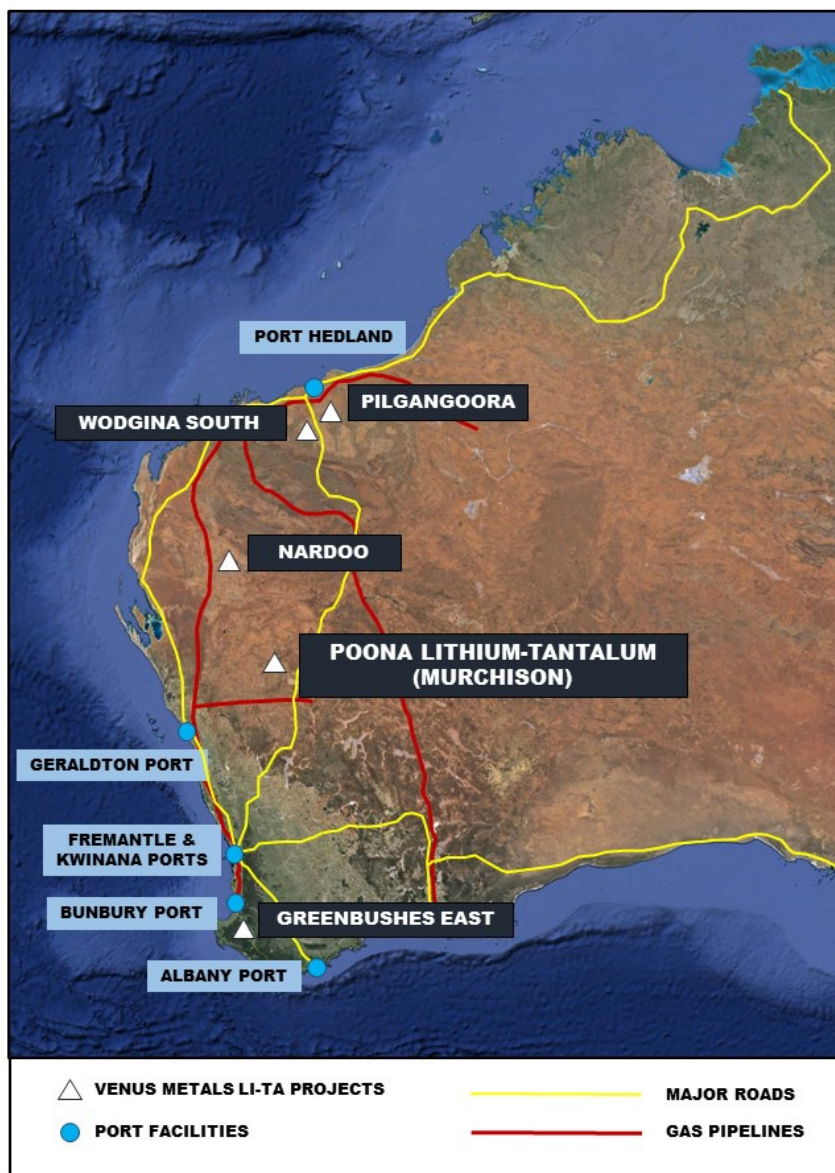 PORT HEDLAND
PILGANGOORA
WODGINA SOUTH
NARDOO
POONA LITHIUM-TANTALUM
(MURCHISON)
GERALDTON PORT
FREMANTLE &
KWINANA PORTS
BUNBURY PORT
GREENBUSHES EAST
ALBANY PORT
VENUS METALS LI-TA PROJECTS
MAJOR ROADS
PORT FACILITIES
GAS PIPELINES